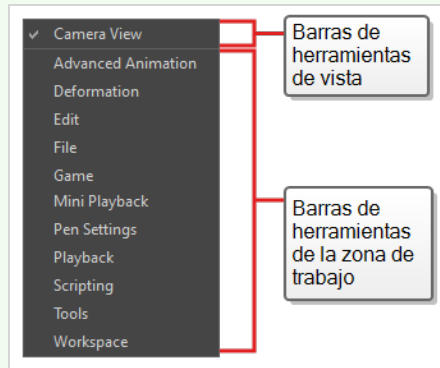 Camera View
Advanced Animation
Deformation
Edit
File
Game
Mini Playback
Pen Settings
Playback
Scripting
Tools
Workspace
Barras de
herramientas
de vista
Barras de
herramientas
de la zona de
trabajo